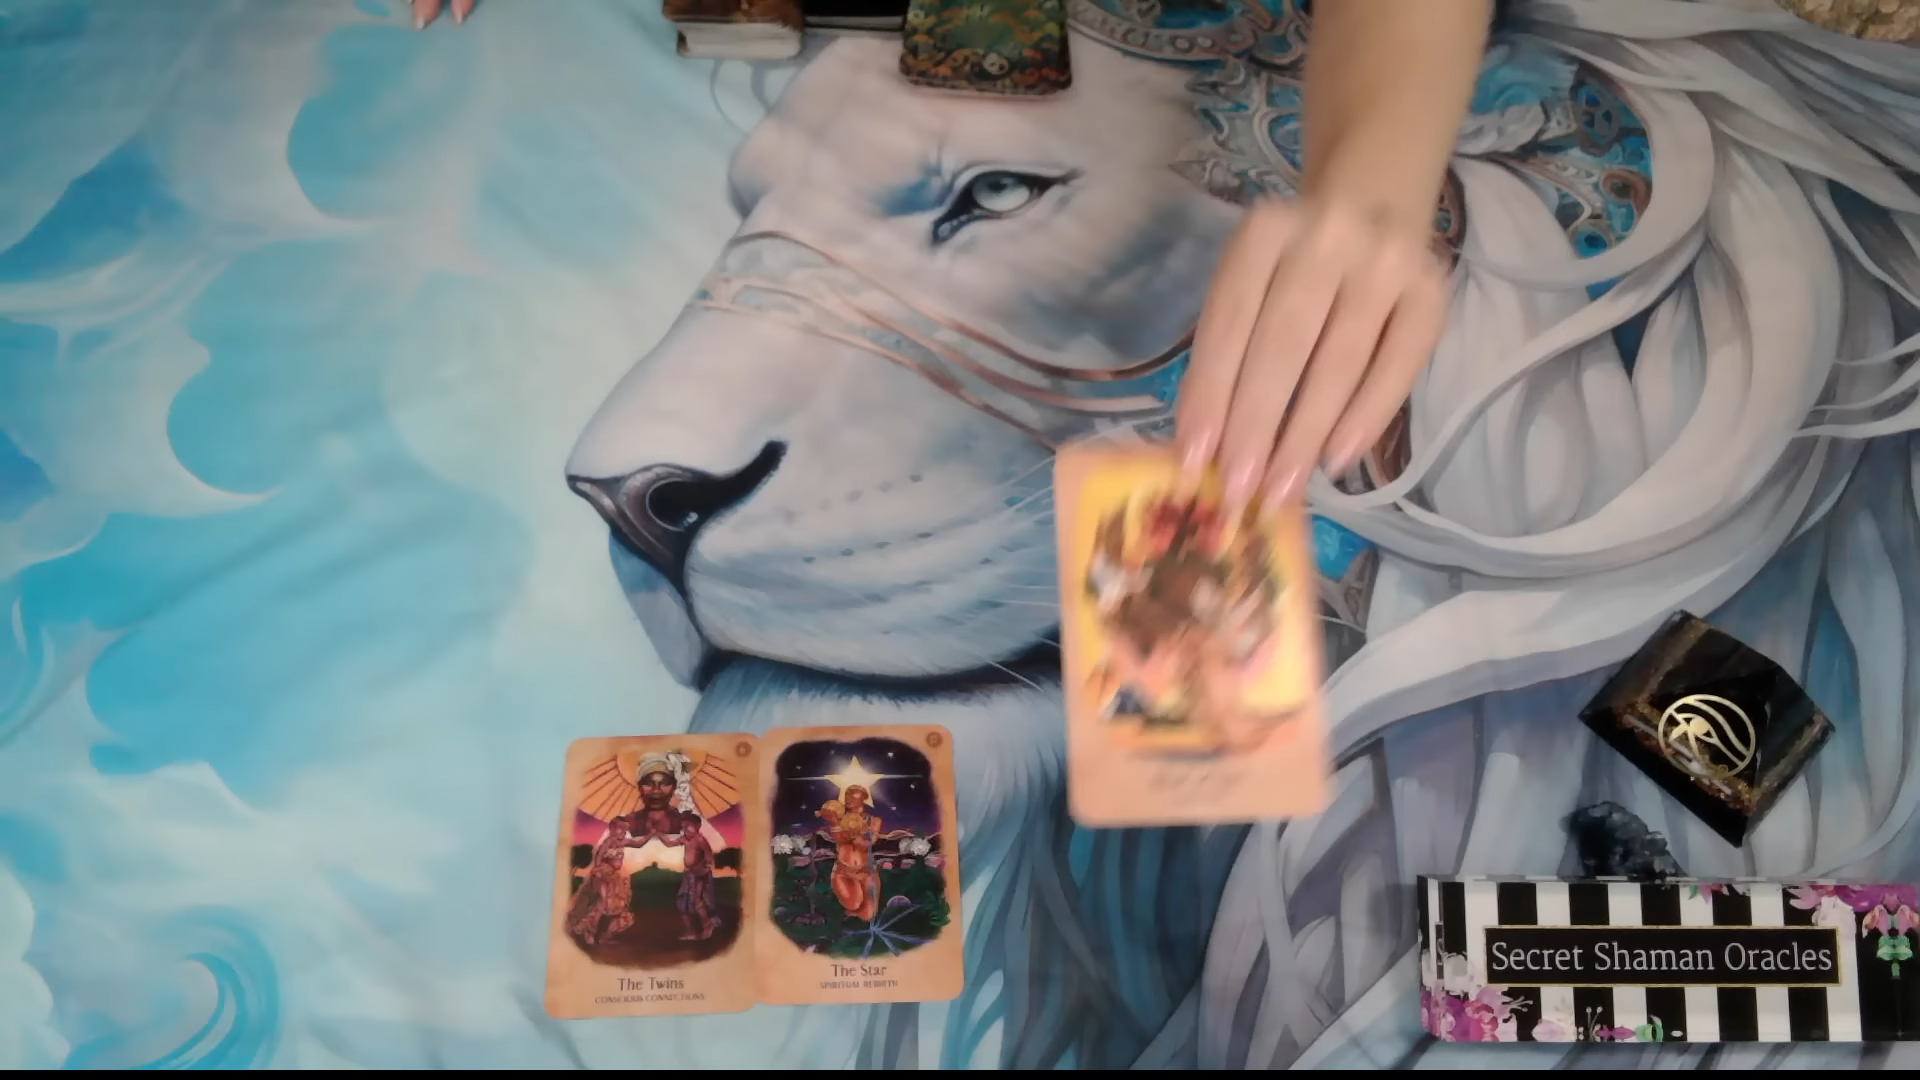 The Twins
CONSCIOUS CONNECTIONS
The Star
SPIRITUAL REBIRTH
Secret Shaman Oracles